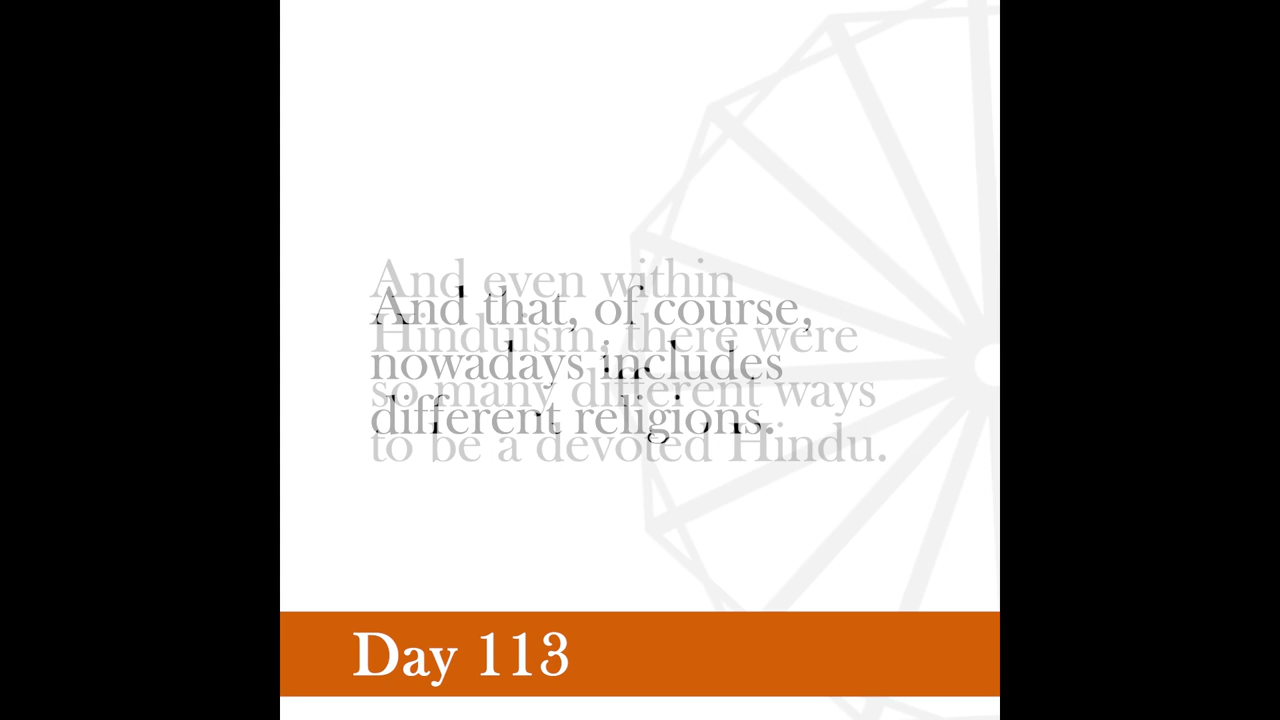 And even within
Hinduism, there were
so many different ways
to be a devoted Hindu.
And that, of course,
nowadays includes
different religions.
Day 113